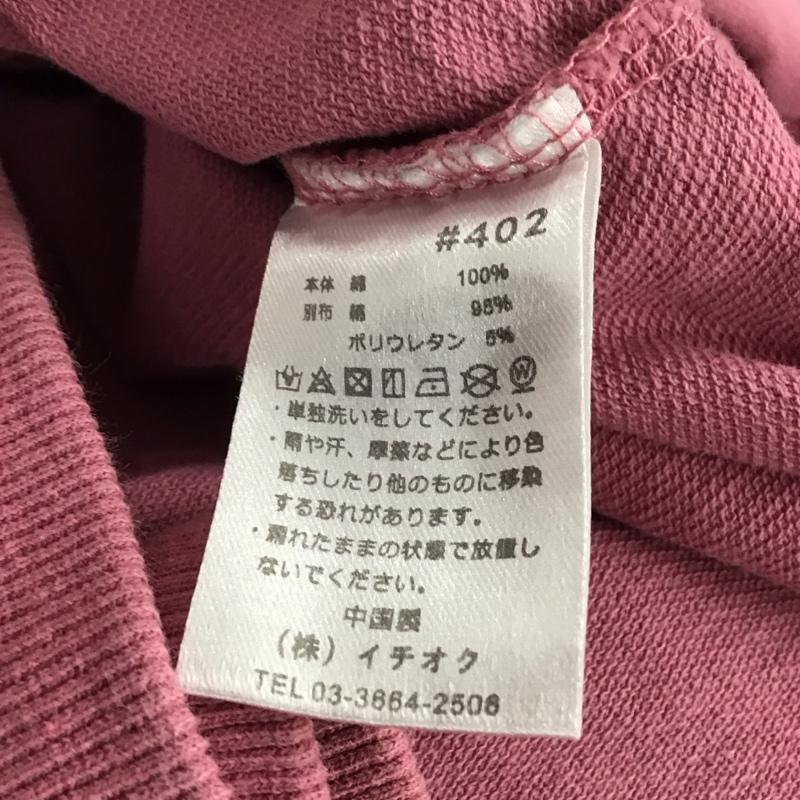 #402
本体 綿 100%
別布 綿 95%
ポリウレタン 5%
・単独洗いをしてください。
・雨や汗、摩擦などにより色
落ちしたり他のものに移染
する恐れがあります。
・濡れたままの状態で放置し
ないでください。
中国製
(株)イチオタ
TEL 03-3664-2506